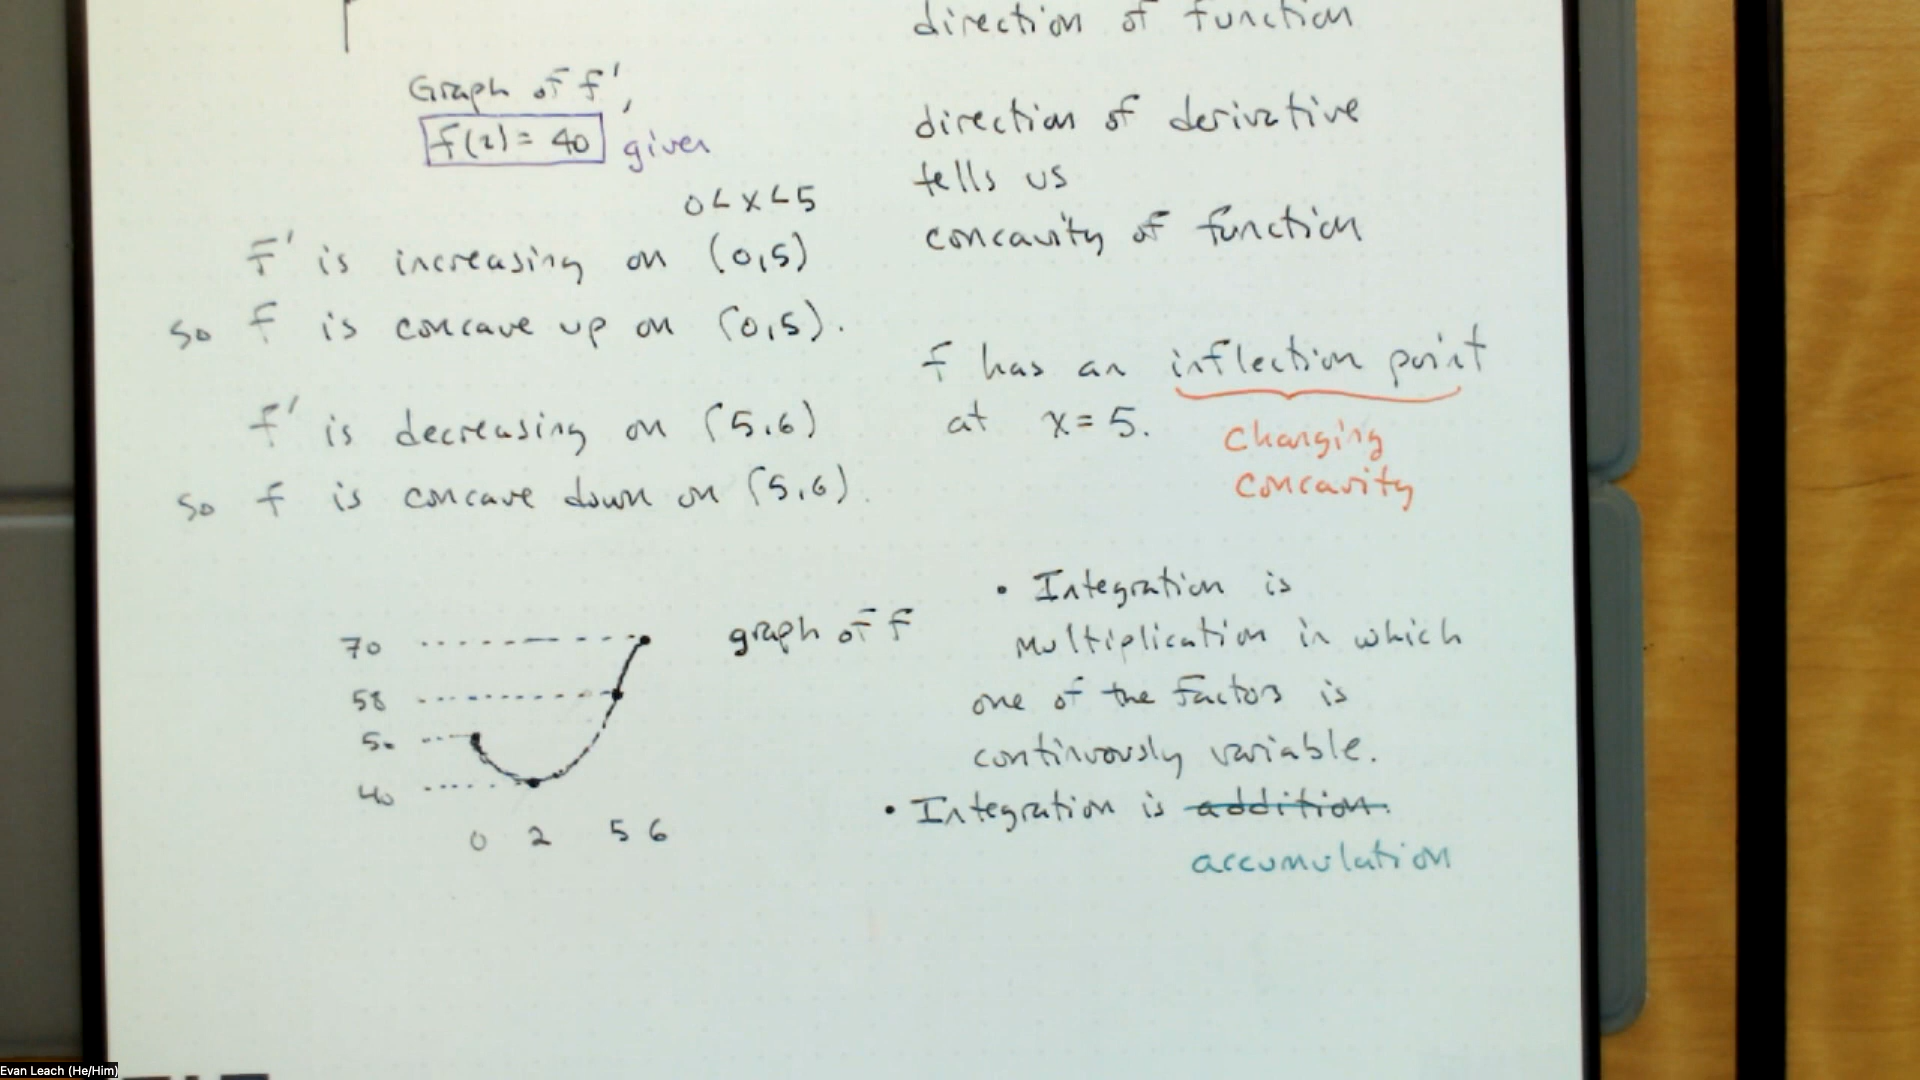 direction of function
Graph of f',
f(2) = 40 given
0 < x < 5
f' is increasing on (0,5)
so f is concave up on (0,5).
f' is decreasing on (5,6)
so f is concave down on (5,6).
direction of derivative
tells us
concavity of function
f has an inflection point
at x = 5.
changing
concavity
70
58
50
40
0 2 5 6
graph of f
• Integration is
multiplication in which
one of the factors is
continuously variable.
• Integration is addition.
accumulation
Evan Leach (He/Him)